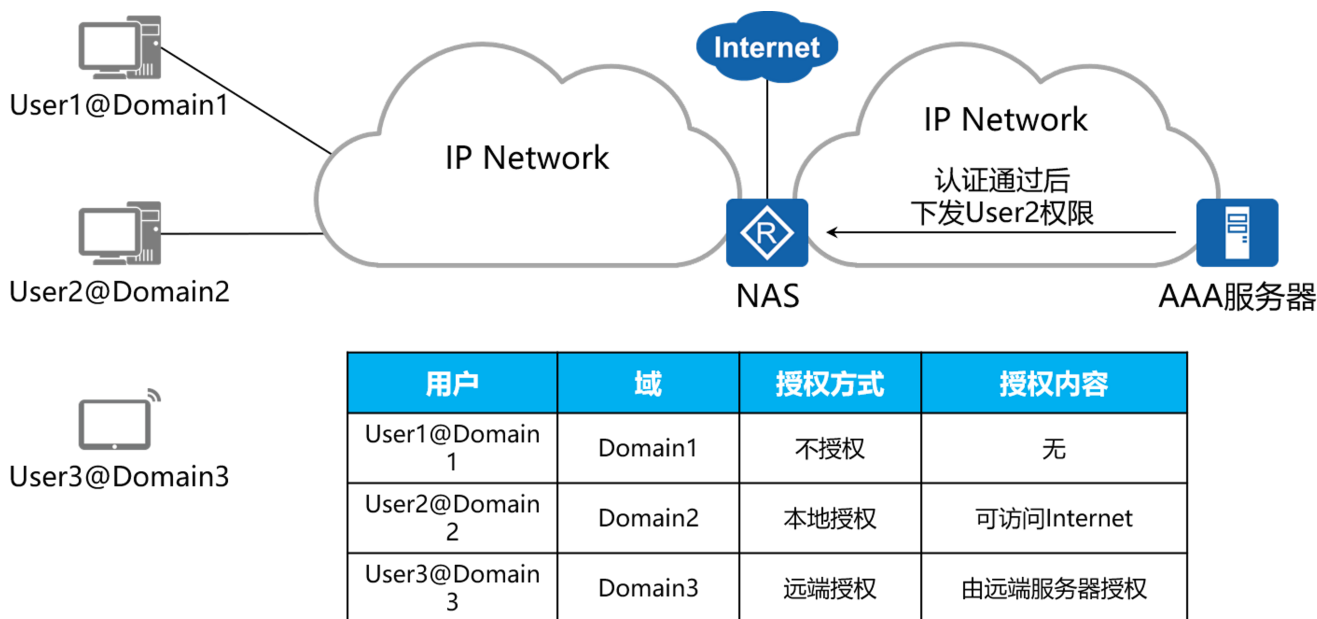 User1@Domain1
Internet
IP Network
IP Network
认证通过后
下发User2权限
User2@Domain2
NAS
AAA服务器
User3@Domain3
用户 域 授权方式 授权内容
User1@Domain
1
Domain1 不授权 无
User2@Domain
2
Domain2 本地授权 可访问Internet
User3@Domain
3
Domain3 远端授权 由远端服务器授权
R